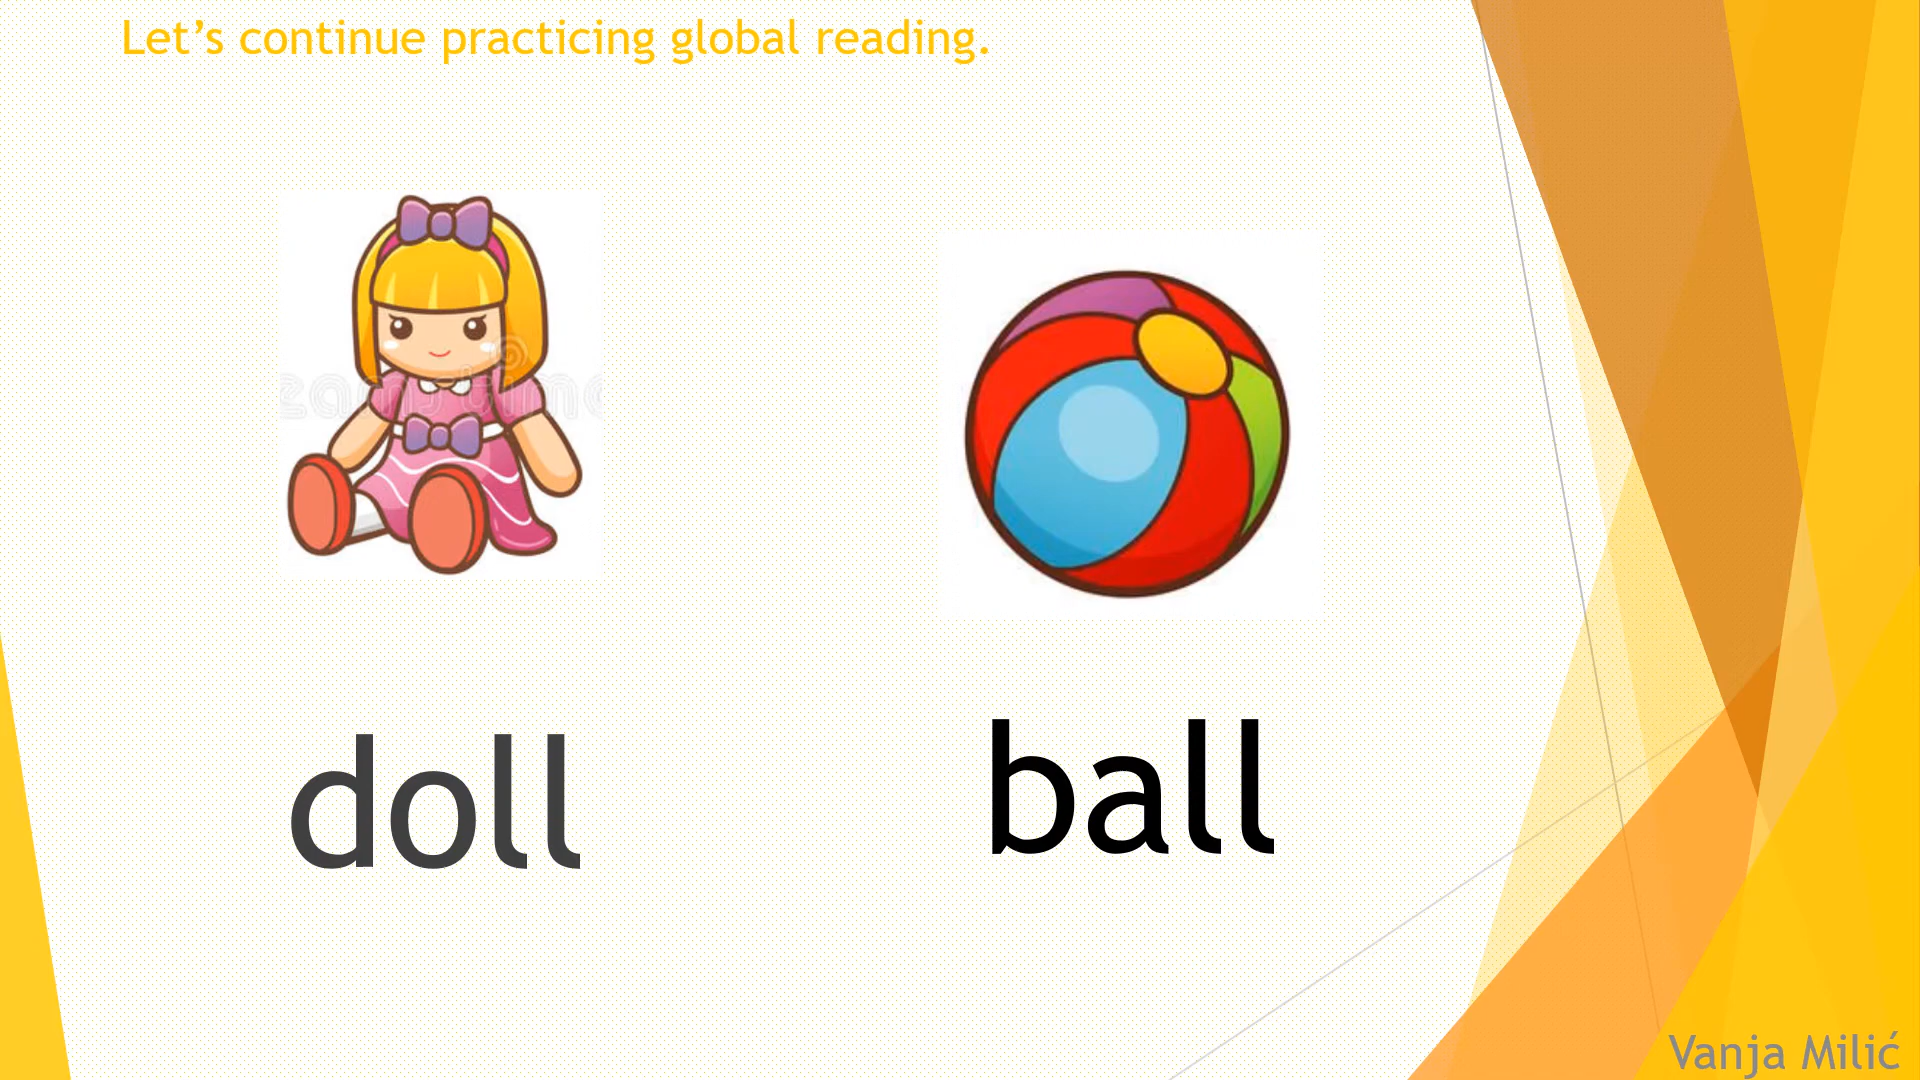 Let’s continue practicing global reading.
doll
ball
Vanja Milić